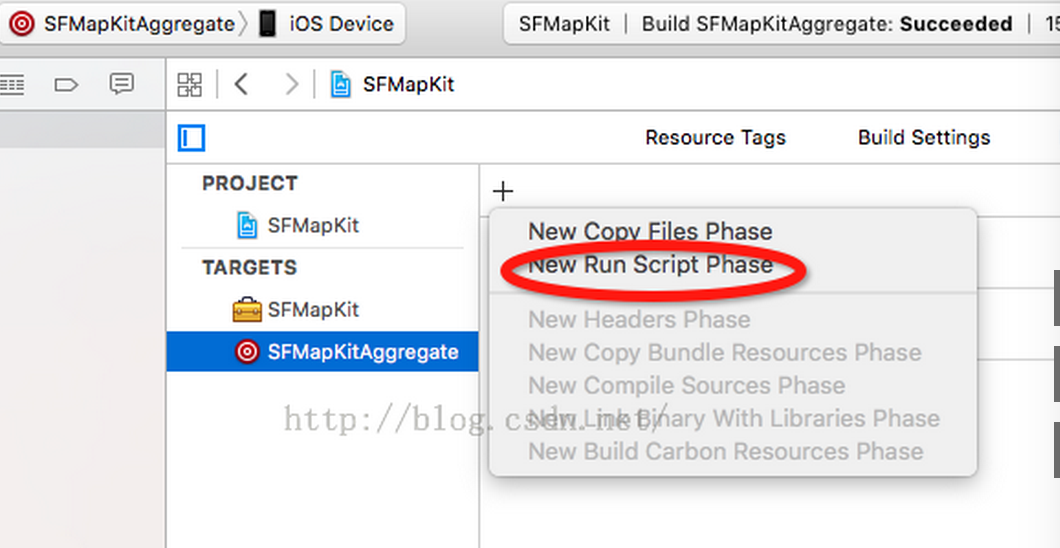 SFMapKitAggregate iOS Device SFMapKit | Build SFMapKitAggregate: Succeeded | 15
SFMapKit
Resource Tags Build Settings
PROJECT
SFMapKit
TARGETS
SFMapKit
SFMapKitAggregate
New Copy Files Phase
New Run Script Phase
New Headers Phase
New Copy Bundle Resources Phase
New Compile Sources Phase
New Link Binary With Libraries Phase
New Build Carbon Resources Phase
http://blog.csdn.net/